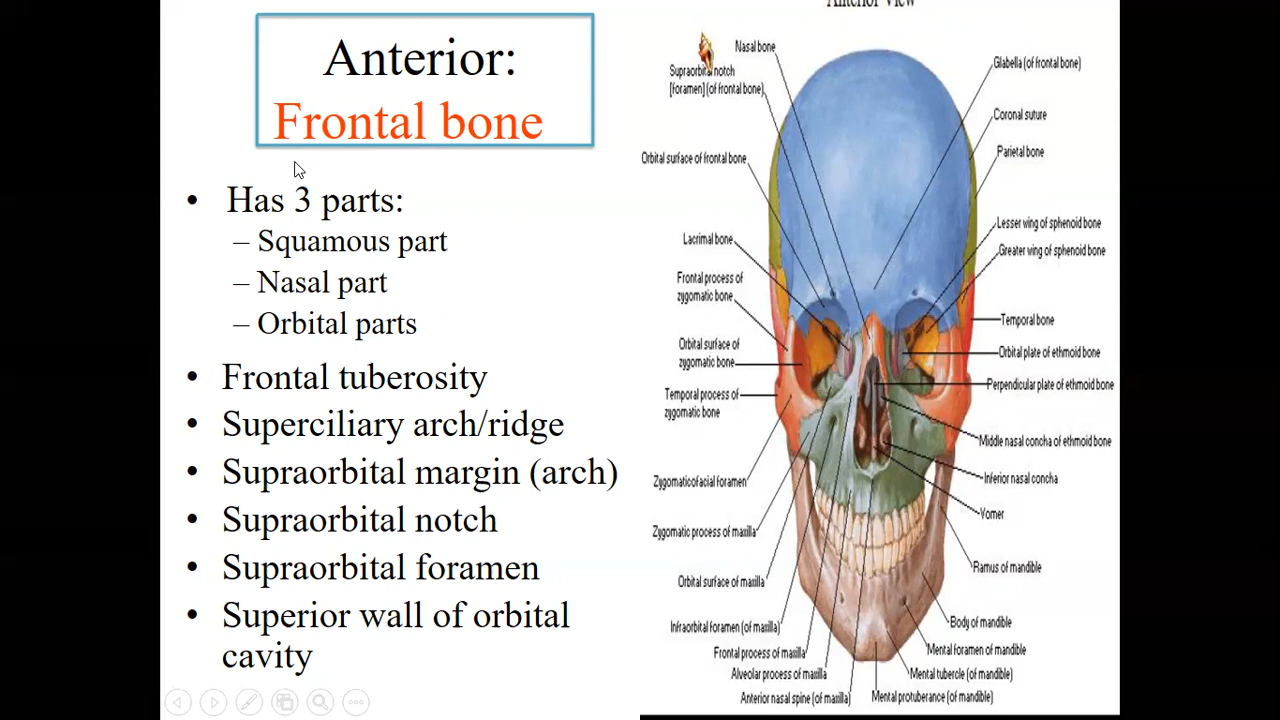 Anterior:
Frontal bone
• Has 3 parts:
– Squamous part
– Nasal part
– Orbital parts
• Frontal tuberosity
• Superciliary arch/ridge
• Supraorbital margin (arch)
• Supraorbital notch
• Supraorbital foramen
• Superior wall of orbital
cavity
Anterior View
Nasal bone
Supraorbital notch
[foramen] (of frontal bone)
Orbital surface of frontal bone
Lacrimal bone
Frontal process of
zygomatic bone
Orbital surface of
zygomatic bone
Temporal process of
zygomatic bone
Zygomaticofacial foramen
Zygomatic process of maxilla
Orbital surface of maxilla
Infraorbital foramen (of maxilla)
Frontal process of maxilla
Alveolar process of maxilla
Anterior nasal spine (of maxilla)
Glabella (of frontal bone)
Coronal suture
Parietal bone
Lesser wing of sphenoid bone
Greater wing of sphenoid bone
Temporal bone
Orbital plate of ethmoid bone
Perpendicular plate of ethmoid bone
Middle nasal concha of ethmoid bone
Inferior nasal concha
Vomer
Ramus of mandible
Body of mandible
Mental foramen of mandible
Mental tubercle (of mandible)
Mental protuberance (of mandible)